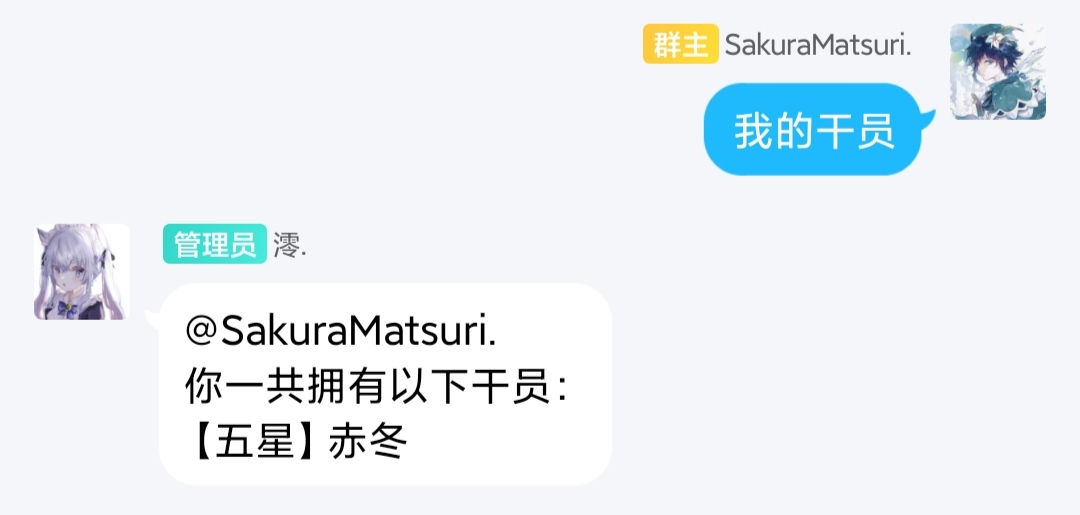 群主 SakuraMatsuri.
我的干员
管理员 澪.
@SakuraMatsuri.
你一共拥有以下干员：
【五星】赤冬